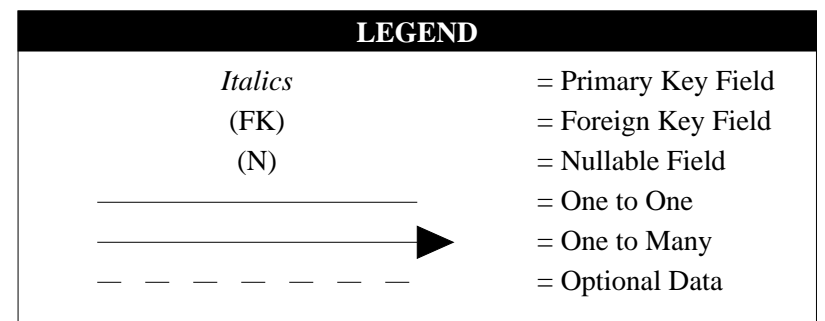 LEGEND
Italics = Primary Key Field
(FK) = Foreign Key Field
(N) = Nullable Field
= One to One
= One to Many
= Optional Data